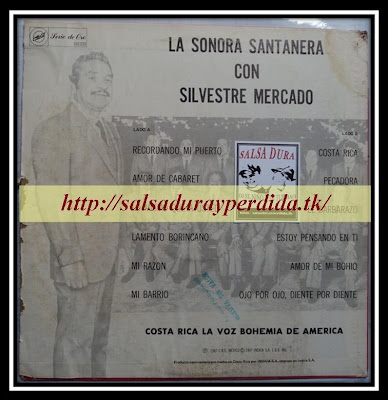 Serie de Oro
LA SONORA SANTANERA
CON
SILVESTRE MERCADO
LADO A
LADO B
RECORDANDO MI PUERTO
COSTA RICA
AMOR DE CABARET
PECADORA
SALSA DURA
BARBARAZO
http://salsadurayperdida.tk/
LAMENTO BORINCANO
ESTOY PENSANDO EN TI
MI RAZON
AMOR DE MI BOHIO
MI BARRIO
OJO POR OJO, DIENTE POR DIENTE
COSTA RICA LA VOZ BOHEMIA DE AMERICA